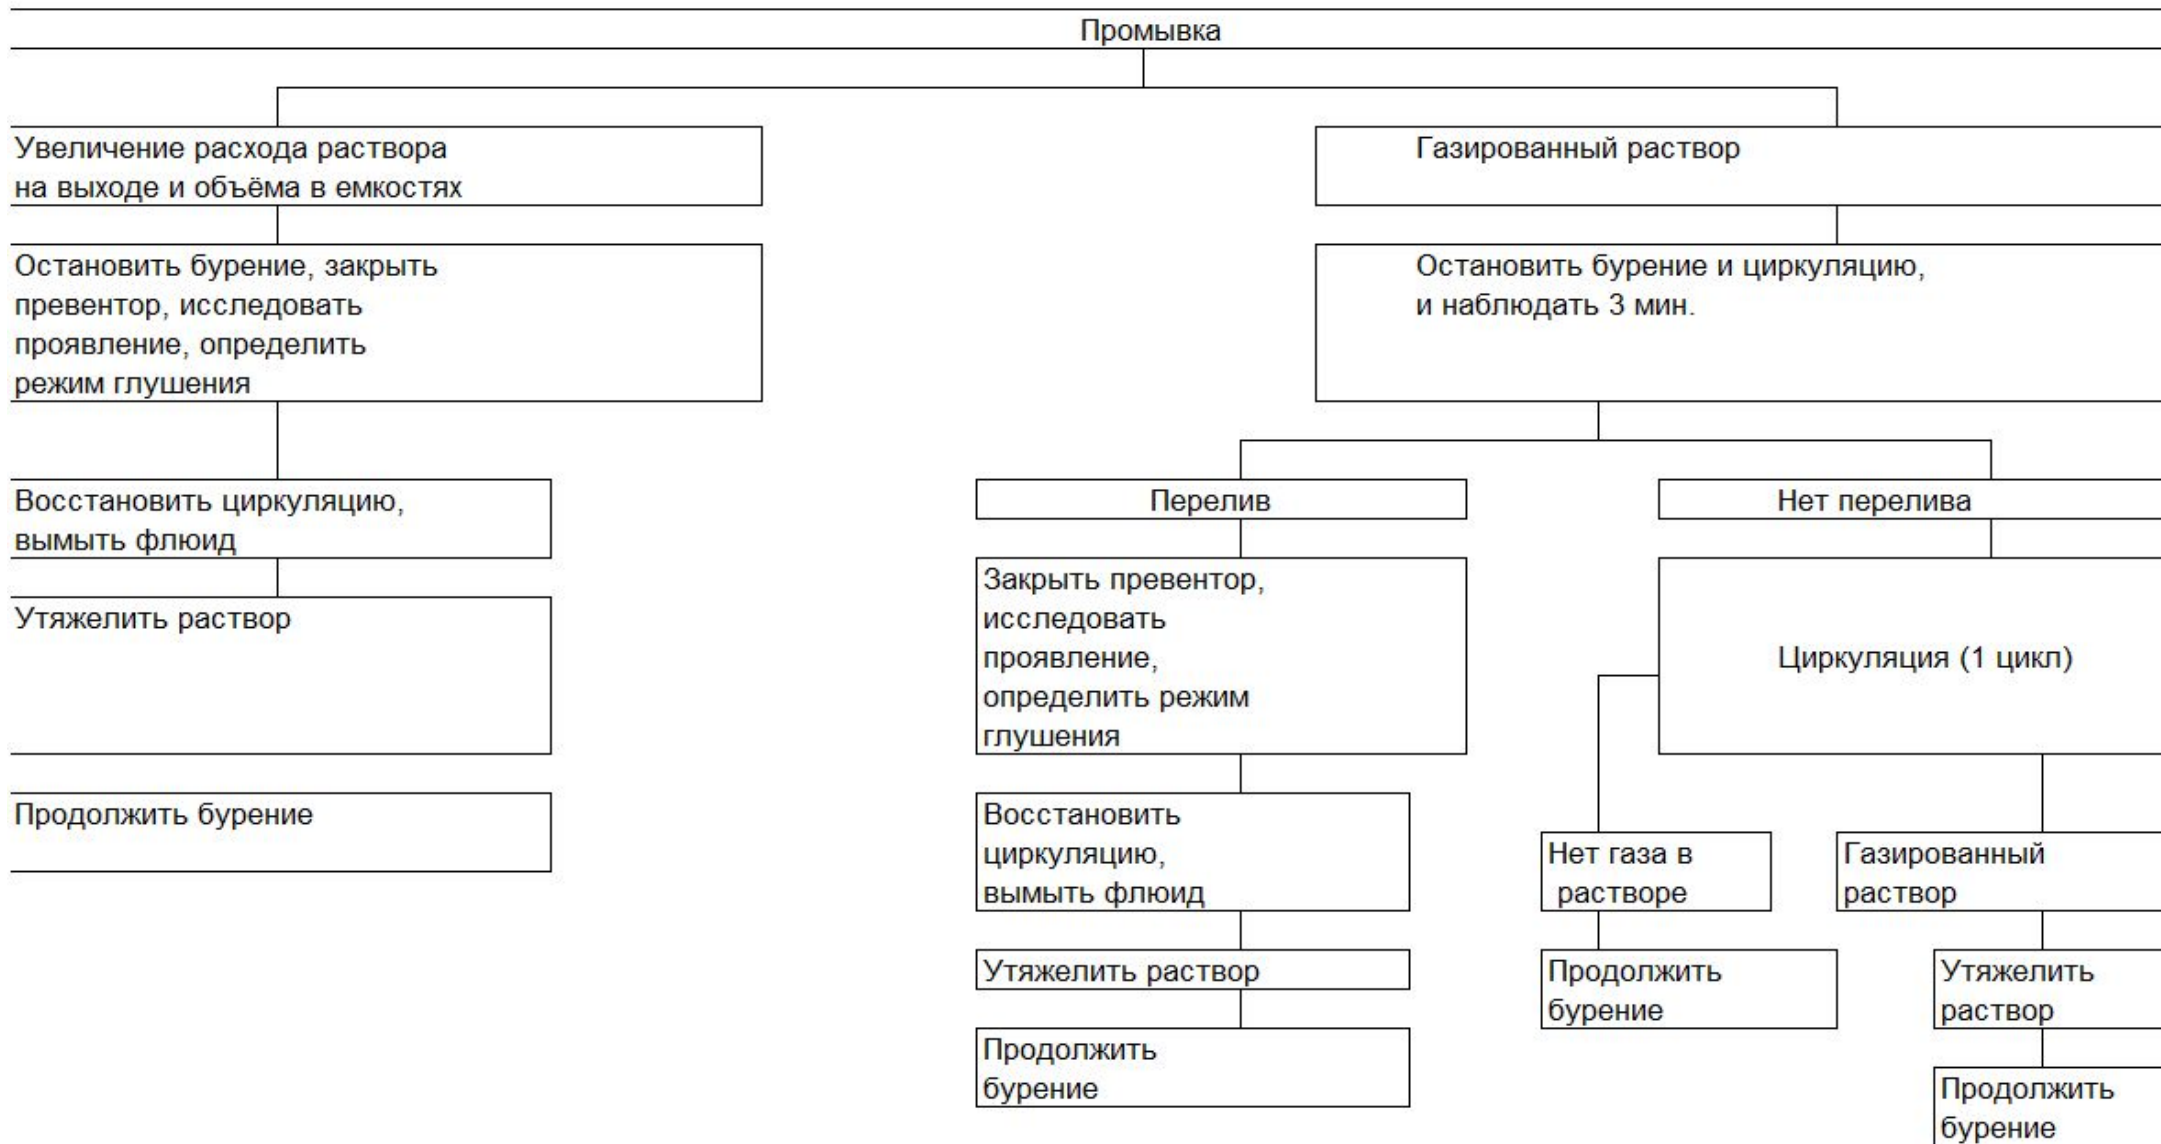 Промывка
Увеличение расхода раствора
на выходе и объёма в емкостях
Газированный раствор
Остановить бурение, закрыть
превентор, исследовать
проявление, определить
режим глушения
Остановить бурение и циркуляцию,
и наблюдать 3 мин.
Восстановить циркуляцию,
вымыть флюид
Утяжелить раствор
Продолжить бурение
Перелив
Закрыть превентор,
исследовать
проявление,
определить режим
глушения
Восстановить
циркуляцию,
вымыть флюид
Утяжелить раствор
Продолжить
бурение
Нет перелива
Циркуляция (1 цикл)
Нет газа в
растворе
Продолжить
бурение
Газированный
раствор
Утяжелить
раствор
Продолжить
бурение